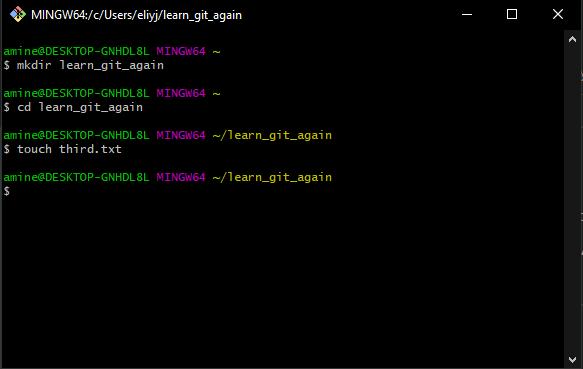 MINGW64:/c/Users/eliyj/learn_git_again
amine@DESKTOP-GNHDL8L MINGW64 ~
$ mkdir learn_git_again
amine@DESKTOP-GNHDL8L MINGW64 ~
$ cd learn_git_again
amine@DESKTOP-GNHDL8L MINGW64 ~/learn_git_again
$ touch third.txt
amine@DESKTOP-GNHDL8L MINGW64 ~/learn_git_again
$